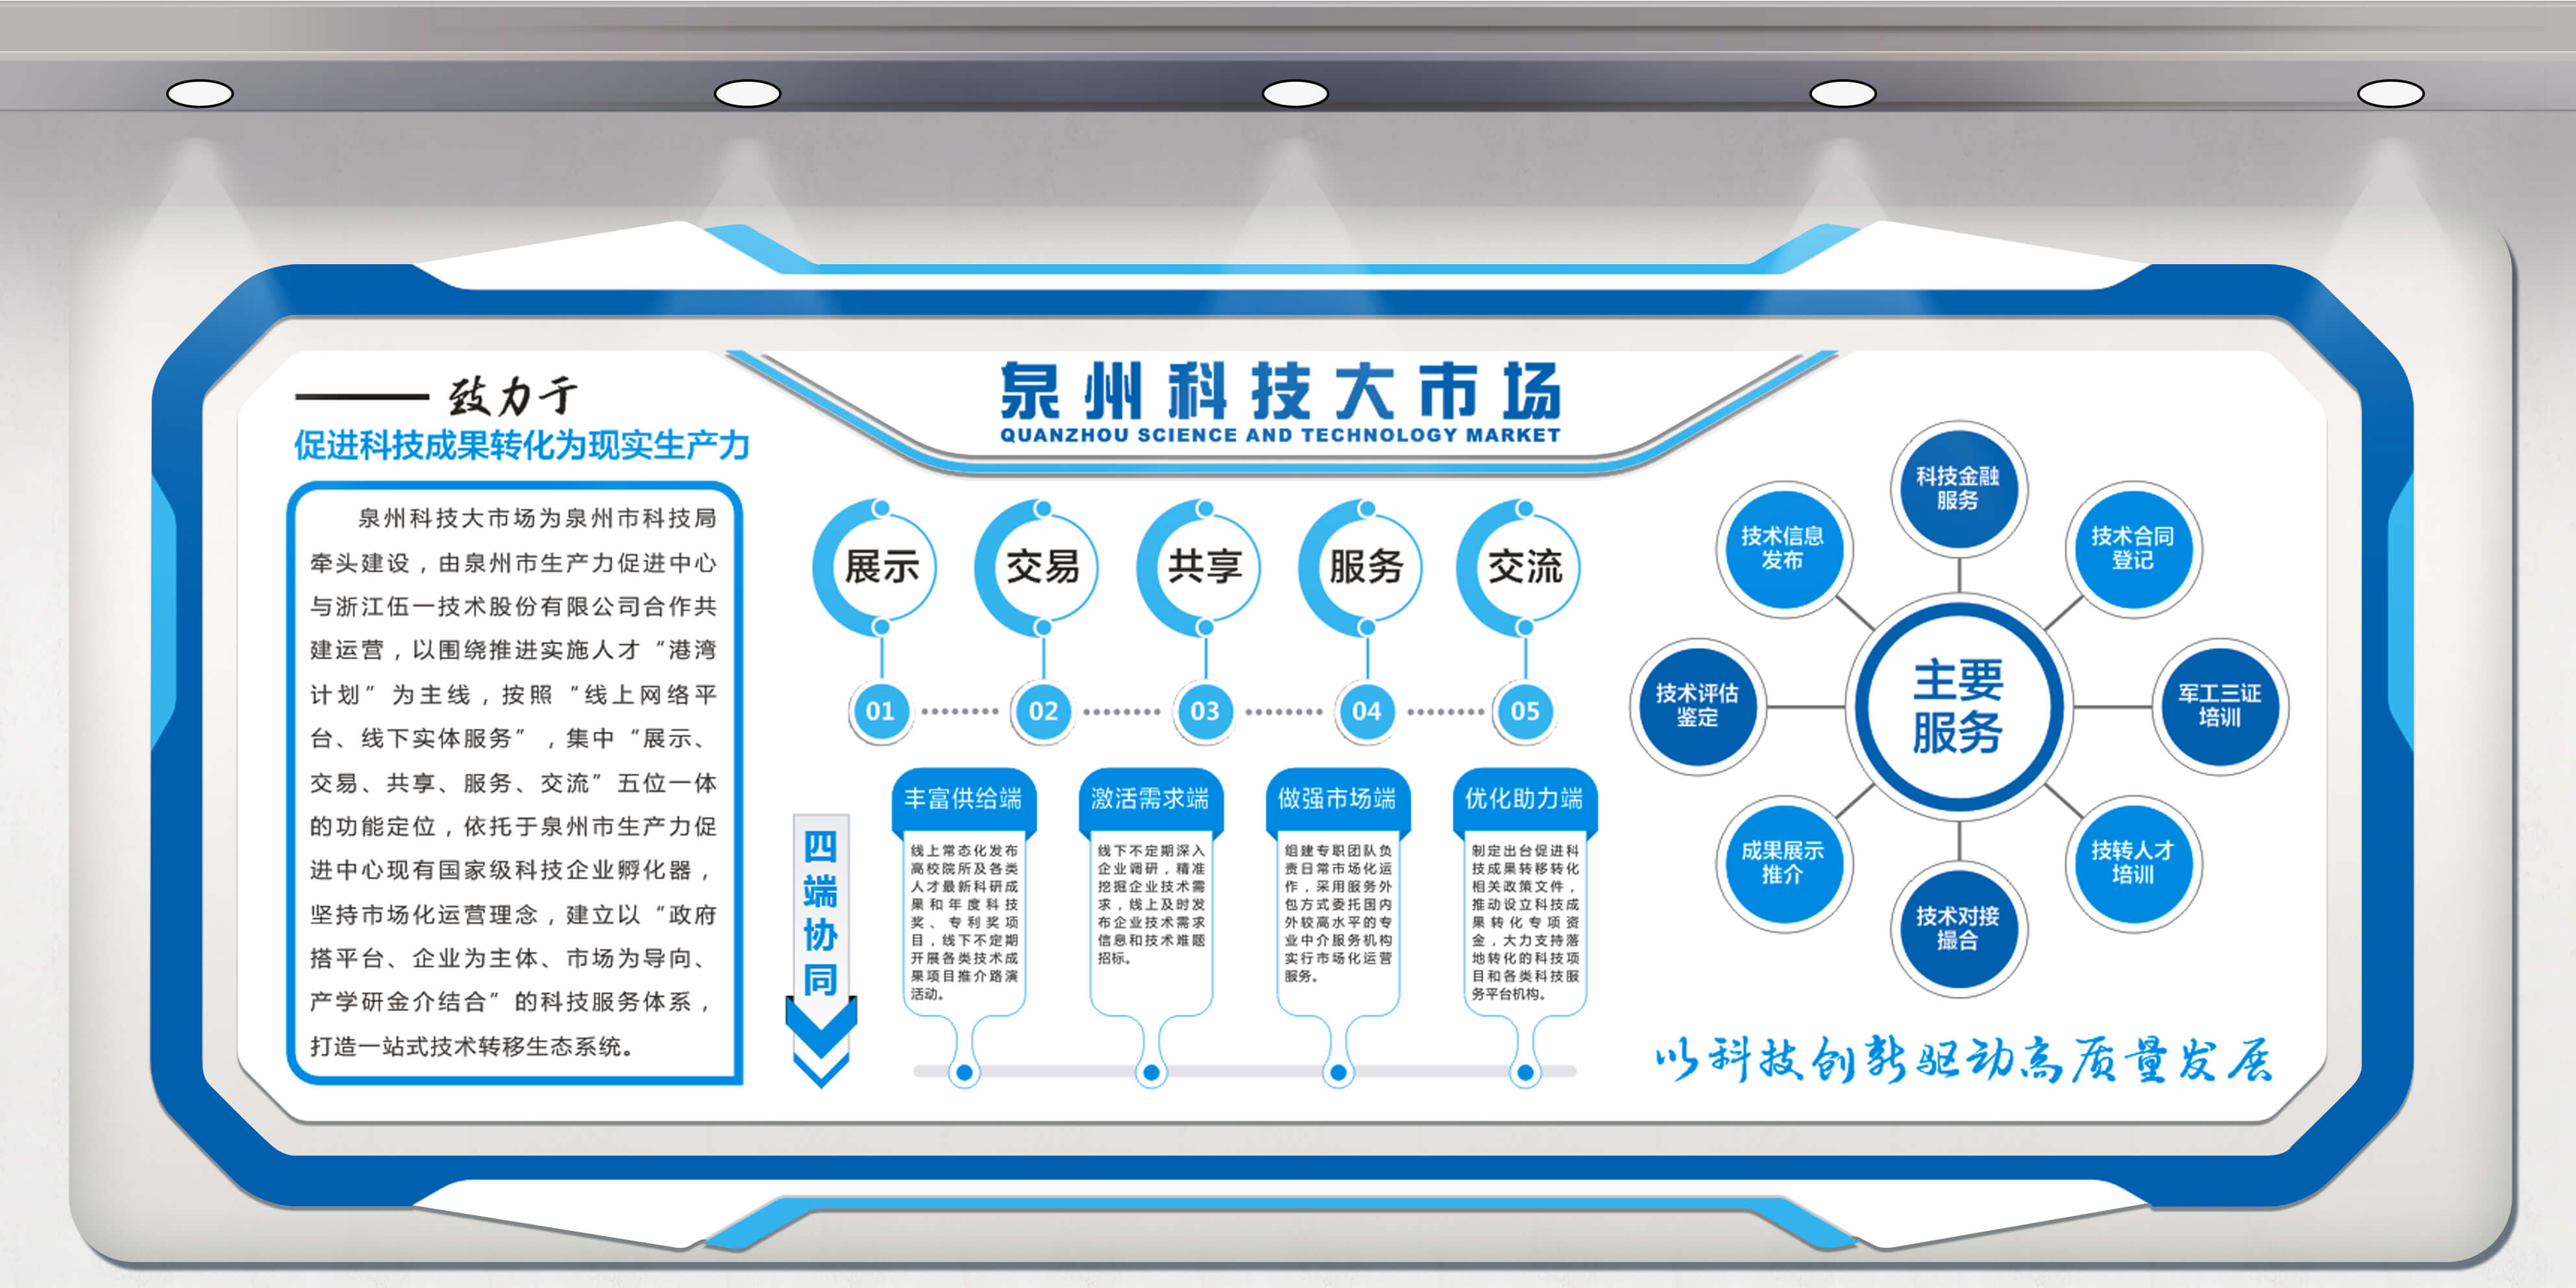 泉州科技大市场
QUANZHOU SCIENCE AND TECHNOLOGY MARKET
致力于
促进科技成果转化为现实生产力
泉州科技大市场为泉州市科技局
牵头建设，由泉州市生产力促进中心
与浙江伍一技术股份有限公司合作共
建运营，以围绕推进实施人才“港湾
计划”为主线，按照“线上网络平
台、线下实体服务”，集中“展示、
交易、共享、服务、交流”五位一体
的功能定位，依托于泉州市生产力促
进中心现有国家级科技企业孵化器，
坚持市场化运营理念，建立以“政府
搭平台、企业为主体、市场为导向、
产学研金介结合”的科技服务体系，
打造一站式技术转移生态系统。
展示
交易
共享
服务
交流
01
02
03
04
05
四端协同
丰富供给端
线上常态化发布
高校院所及各类
人才最新科研成
果和年度科技
奖、专利奖项
目，线下不定期
开展各类技术成
果项目推介路演
活动。
激活需求端
线下不定期深入
企业调研，精准
挖掘企业技术需
求，线上及时发
布企业技术需求
信息和技术难题
招标。
做强市场端
组建专职团队负
责日常市场化运
作，采用服务外
包方式委托国内
外较高水平的专
业中介服务机构
实行市场化运营
服务。
优化助力端
制定出台促进科
技成果转移转化
相关政策文件，
推动设立科技成
果转化专项资
金，大力支持落
地转化的科技项
目和各类科技服
务平台机构。
主要
服务
科技金融
服务
技术合同
登记
军工三证
培训
技转人才
培训
技术对接
撮合
成果展示
推介
技术评估
鉴定
技术信息
发布
以科技创新驱动高质量发展